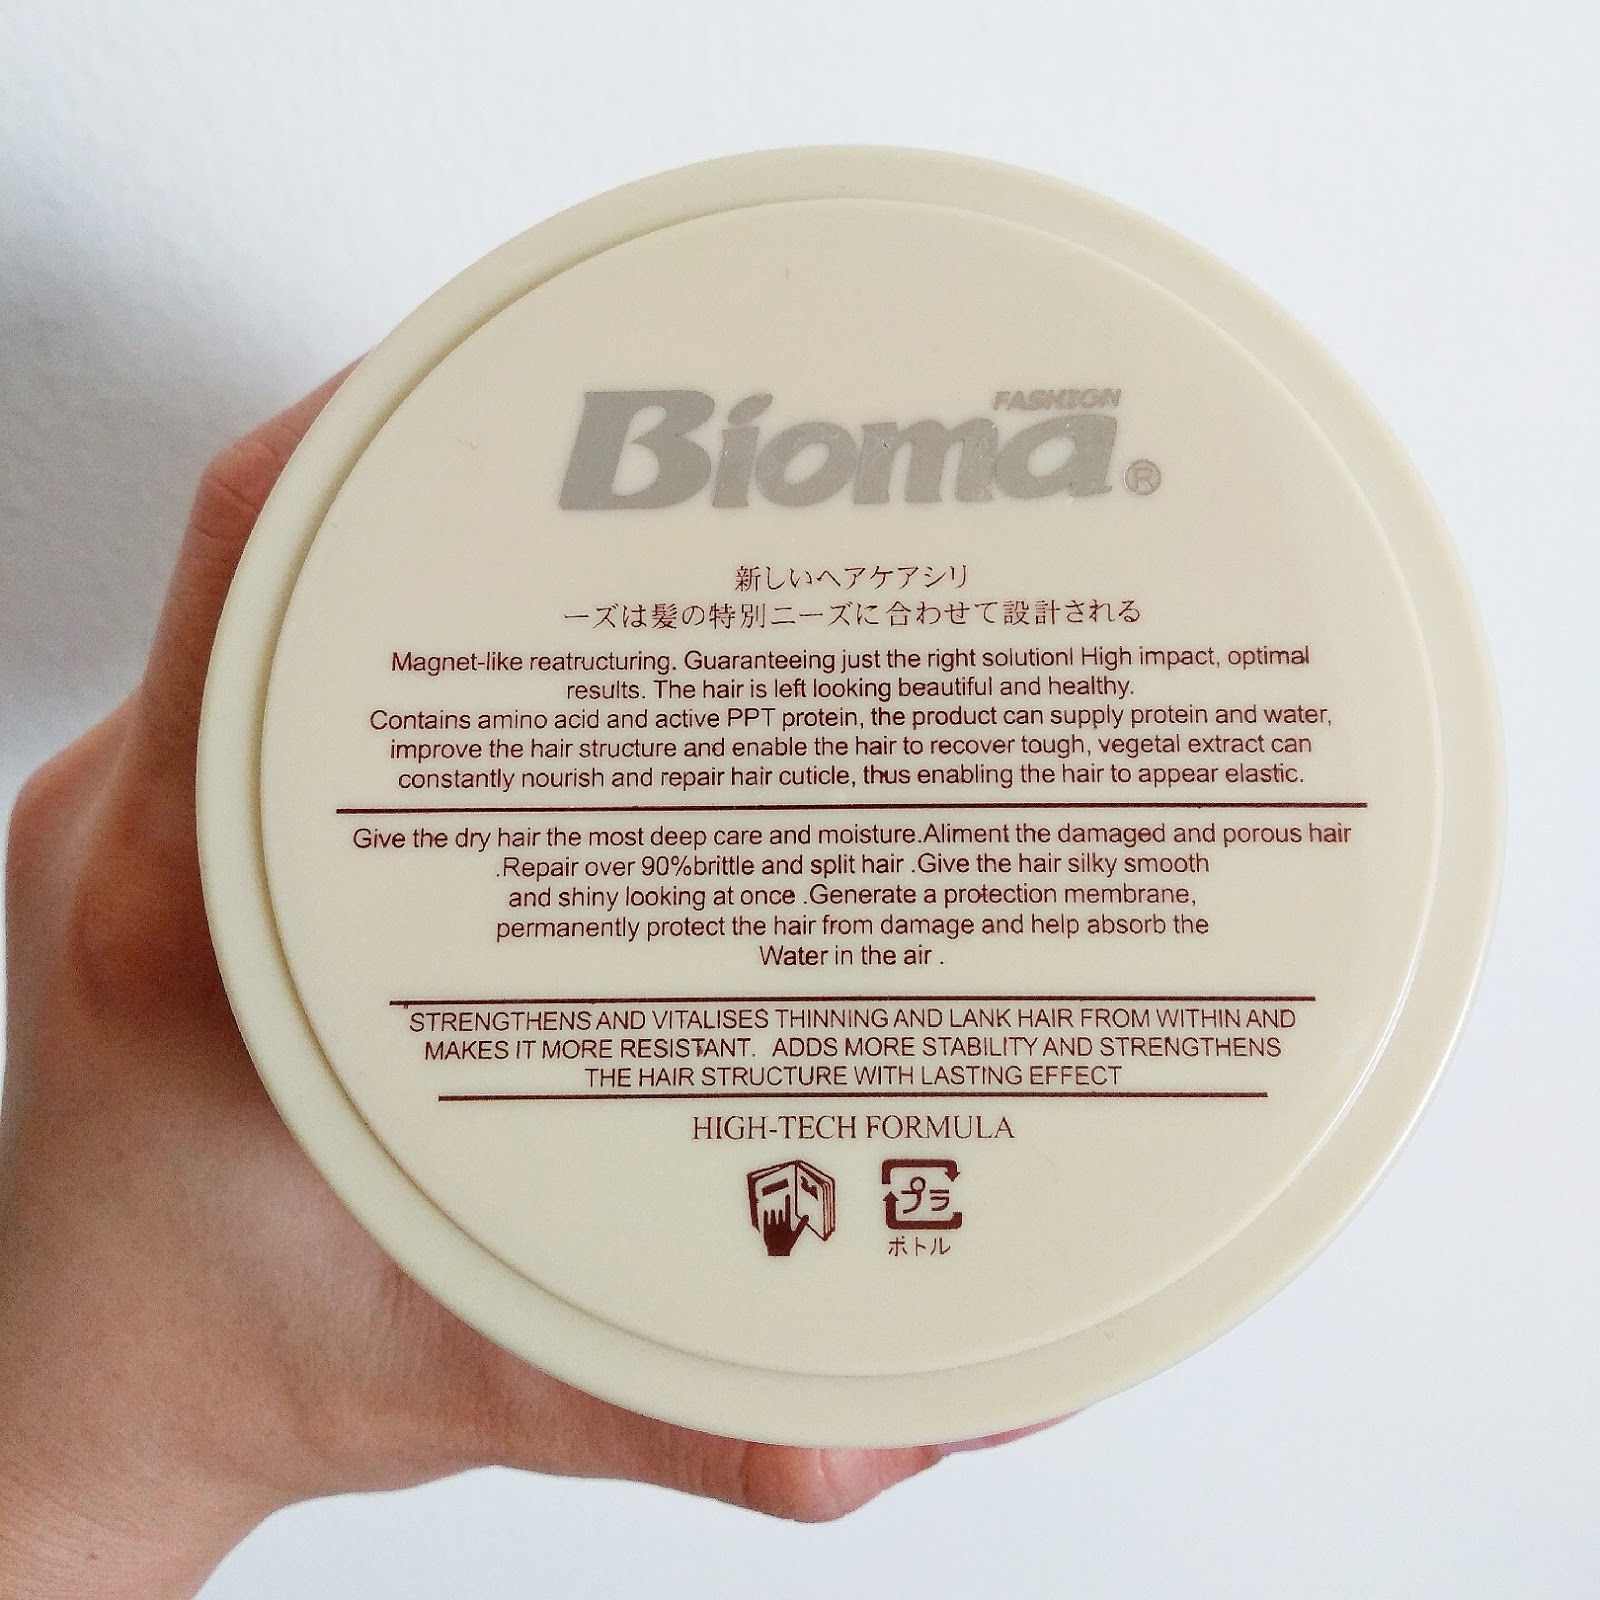 FASHION
Bioma®
新しいヘアケアシリ
ーズは髪の特別ニーズに合わせて設計される
Magnet-like reatructuring. Guaranteeing just the right solutionl High impact, optimal
results. The hair is left looking beautiful and healthy.
Contains amino acid and active PPT protein, the product can supply protein and water,
improve the hair structure and enable the hair to recover tough, vegetal extract can
constantly nourish and repair hair cuticle, thus enabling the hair to appear elastic.
Give the dry hair the most deep care and moisture.Aliment the damaged and porous hair
.Repair over 90%brittle and split hair .Give the hair silky smooth
and shiny looking at once .Generate a protection membrane,
permanently protect the hair from damage and help absorb the
Water in the air .
STRENGTHENS AND VITALISES THINNING AND LANK HAIR FROM WITHIN AND
MAKES IT MORE RESISTANT. ADDS MORE STABILITY AND STRENGTHENS
THE HAIR STRUCTURE WITH LASTING EFFECT
HIGH-TECH FORMULA
プラ
ボトル